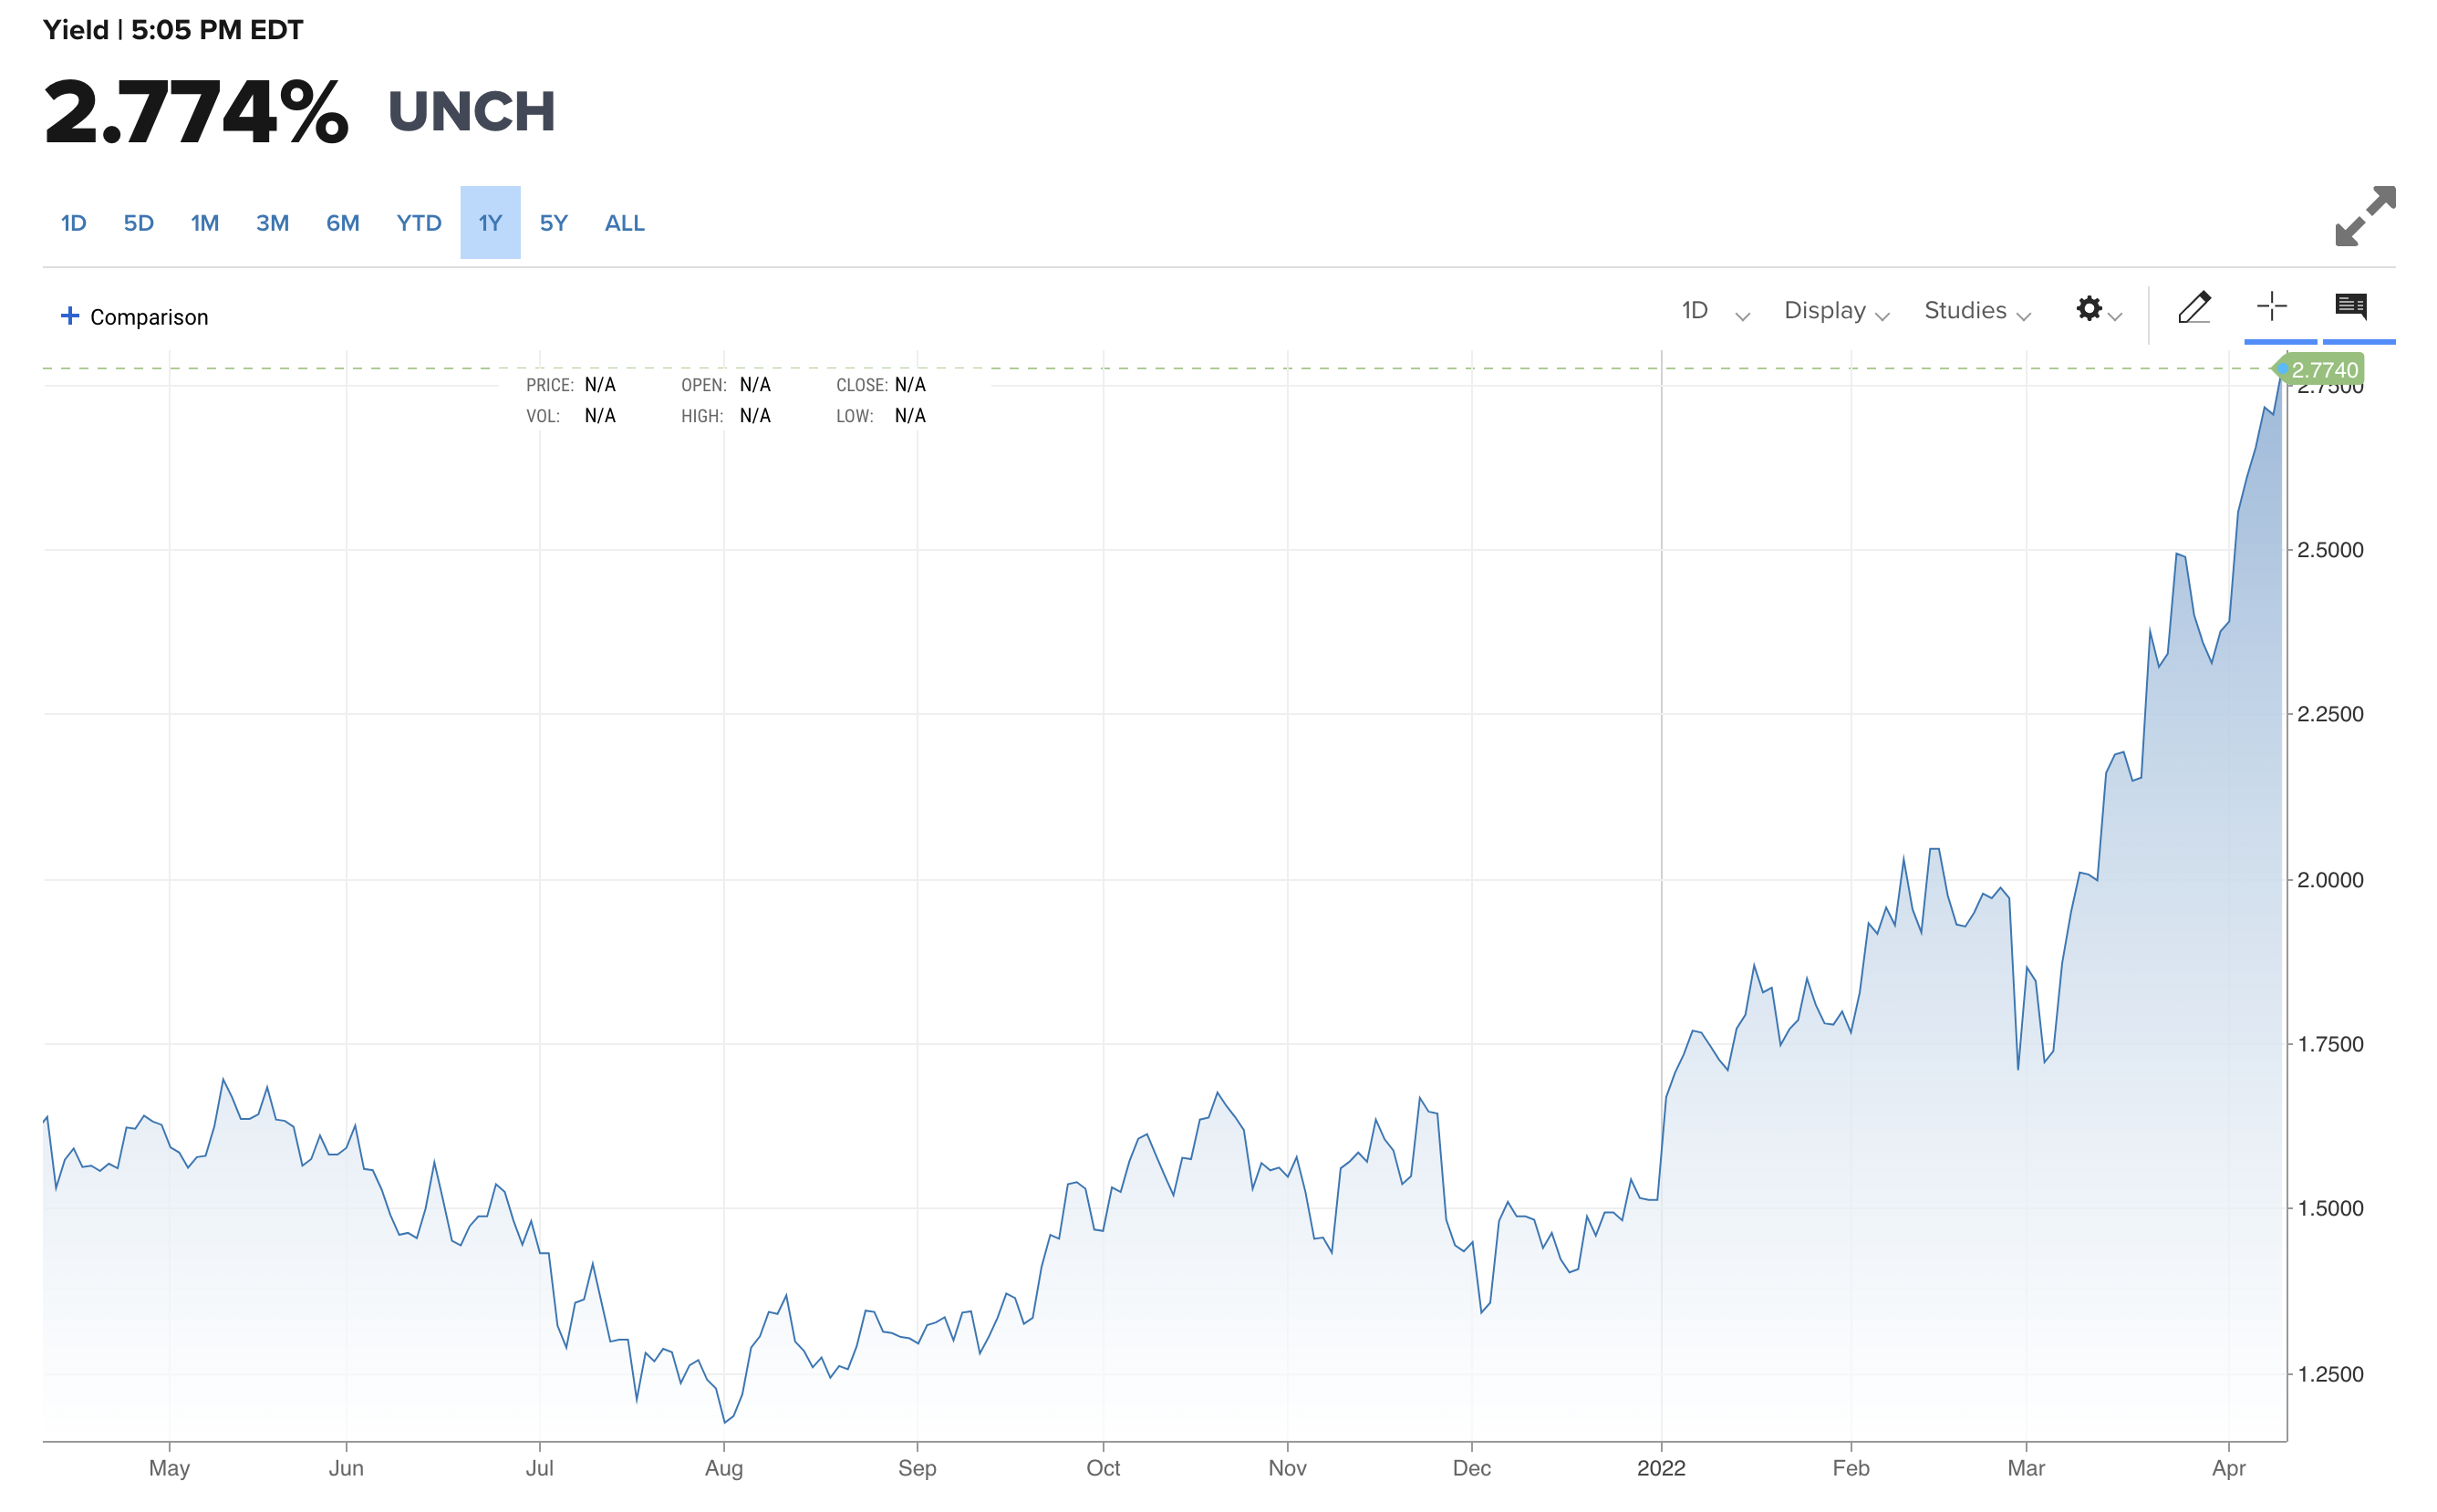 Yield | 5:05 PM EDT
2.774% UNCH
1D 5D 1M 3M 6M YTD 1Y 5Y ALL
+ Comparison 1D Display Studies
2.7740
PRICE: N/A OPEN: N/A CLOSE: N/A
2.7500
VOL: N/A HIGH: N/A LOW: N/A
2.5000
2.2500
2.0000
1.7500
1.5000
1.2500
May Jun Jul Aug Sep Oct Nov Dec 2022 Feb Mar Apr